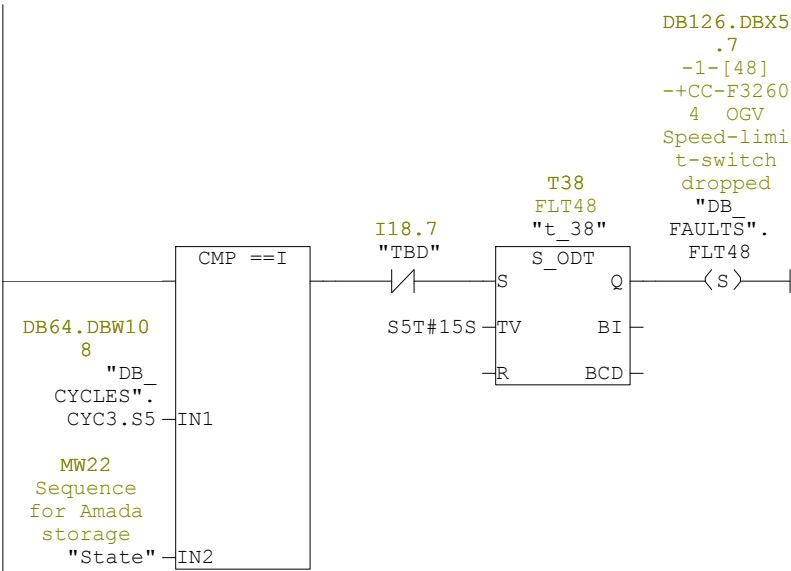 DB126.DBX5
.7
-1-[48]
-+CC-F3260
4  OGV
Speed-limi
t-switch
dropped
"DB_
FAULTS".
FLT48
T38
FLT48
"t_38"
I18.7
"TBD"
CMP ==I
S_ODT
S
Q
(S)
S5T#15S
TV
BI
R
BCD
DB64.DBW10
8
"DB_
CYCLES".
CYC3.S5
IN1
MW22
Sequence
for Amada
storage
"State"
IN2